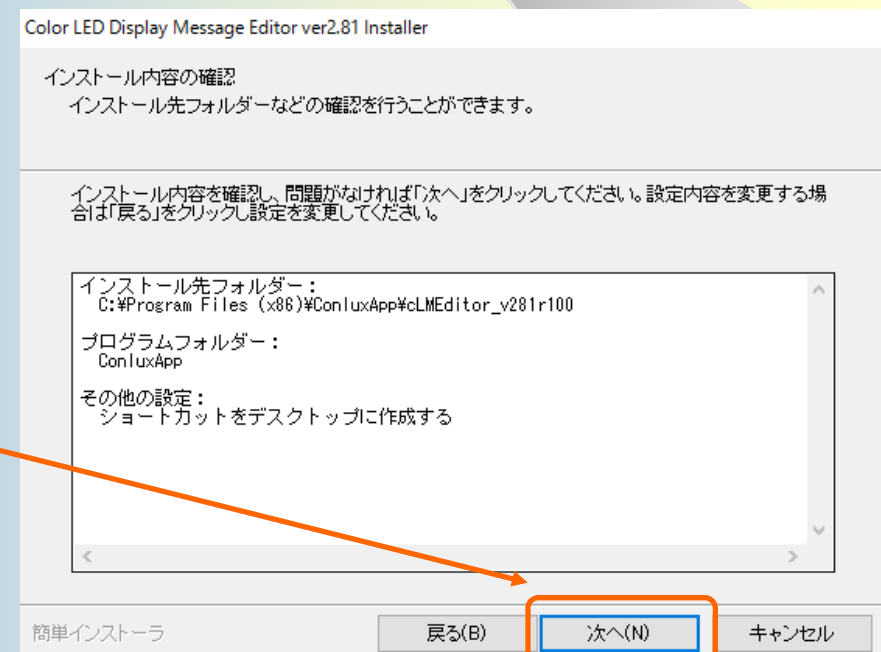 Color LED Display Message Editor ver2.81 Installer
インストール内容の確認
インストール先フォルダーなどの確認を行うことができます。
インストール内容を確認し、問題がなければ「次へ」をクリックしてください。設定内容を変更する場
合は「戻る」をクリックし設定を変更してください。
インストール先フォルダー：
C:¥Program Files (x86)¥ConluxApp¥cLMEditor_v281r100
プログラムフォルダー：
ConluxApp
その他の設定：
ショートカットをデスクトップに作成する
簡単インストーラ
戻る(B)
次へ(N)
キャンセル